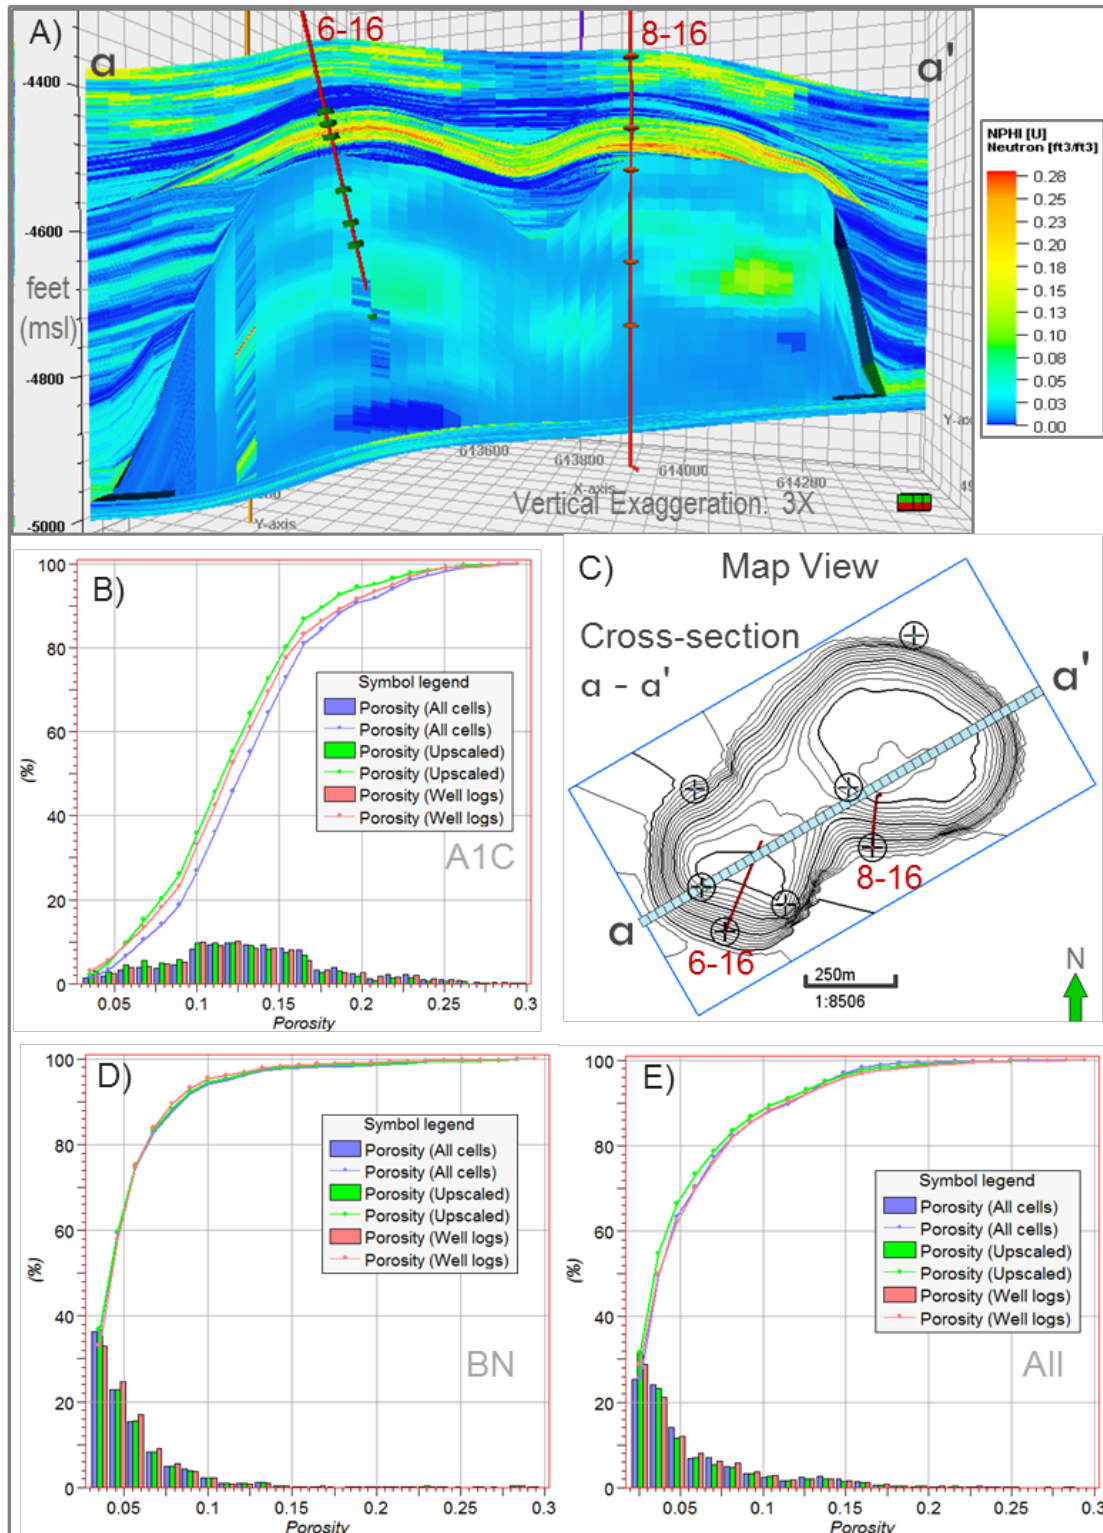 A)
a
6-16
8-16
a'
-4400
-4600
feet
(msl)
-4800
-5000
613600
613800
614000
614200
X-axis
Y-axis
Vertical Exaggeration: 3X
NPHI [U]
Neutron [ft3/ft3]
0.28
0.25
0.23
0.20
0.18
0.15
0.13
0.10
0.08
0.05
0.03
0.00
B)
100
80
60
40
20
0
(%)
Symbol legend
Porosity (All cells)
Porosity (All cells)
Porosity (Upscaled)
Porosity (Upscaled)
Porosity (Well logs)
Porosity (Well logs)
A1C
0.05 0.1 0.15 0.2 0.25 0.3
Porosity
C)
Map View
Cross-section
a - a'
a'
a
8-16
6-16
250m
1:8506
N
D)
100
80
60
40
20
0
(%)
Symbol legend
Porosity (All cells)
Porosity (All cells)
Porosity (Upscaled)
Porosity (Upscaled)
Porosity (Well logs)
Porosity (Well logs)
BN
0.05 0.1 0.15 0.2 0.25 0.3
Porosity
E)
100
80
60
40
20
0
(%)
Symbol legend
Porosity (All cells)
Porosity (All cells)
Porosity (Upscaled)
Porosity (Upscaled)
Porosity (Well logs)
Porosity (Well logs)
All
0.05 0.1 0.15 0.2 0.25 0.3
Porosity